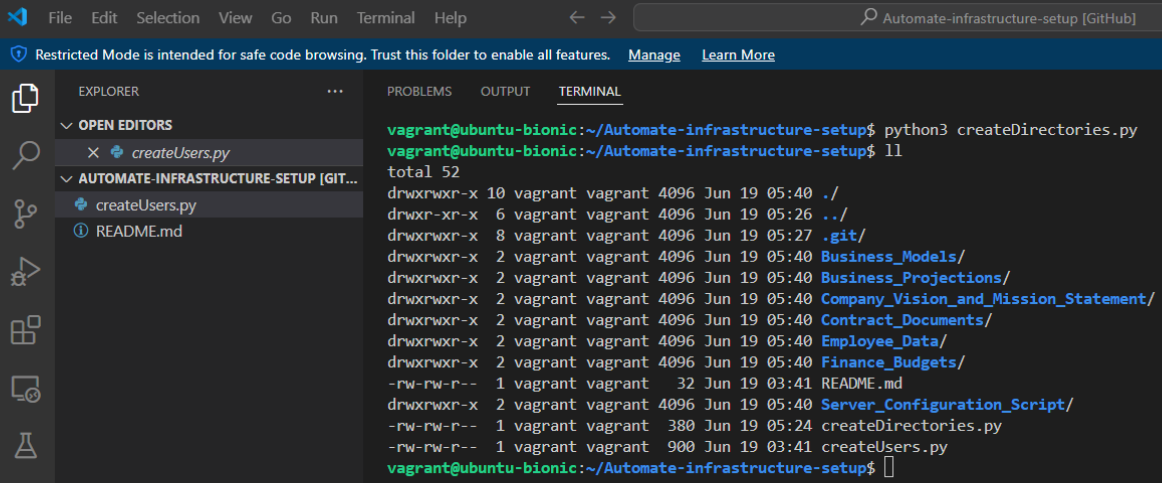 File Edit Selection View Go Run Terminal Help Automate-infrastructure-setup [GitHub]
Restricted Mode is intended for safe code browsing. Trust this folder to enable all features. Manage Learn More
EXPLORER
OPEN EDITORS
createUsers.py
AUTOMATE-INFRASTRUCTURE-SETUP [GIT...
createUsers.py
README.md
PROBLEMS OUTPUT TERMINAL
vagrant@ubuntu-bionic:~/Automate-infrastructure-setup$ python3 createDirectories.py
vagrant@ubuntu-bionic:~/Automate-infrastructure-setup$ ll
total 52
drwxrwxr-x 10 vagrant vagrant 4096 Jun 19 05:40 ./
drwxr-xr-x 6 vagrant vagrant 4096 Jun 19 05:26 ../
drwxrwxr-x 8 vagrant vagrant 4096 Jun 19 05:27 .git/
drwxrwxr-x 2 vagrant vagrant 4096 Jun 19 05:40 Business_Models/
drwxrwxr-x 2 vagrant vagrant 4096 Jun 19 05:40 Business_Projections/
drwxrwxr-x 2 vagrant vagrant 4096 Jun 19 05:40 Company_Vision_and_Mission_Statement/
drwxrwxr-x 2 vagrant vagrant 4096 Jun 19 05:40 Contract_Documents/
drwxrwxr-x 2 vagrant vagrant 4096 Jun 19 05:40 Employee_Data/
drwxrwxr-x 2 vagrant vagrant 4096 Jun 19 05:40 Finance_Budgets/
-rw-rw-r-- 1 vagrant vagrant 32 Jun 19 03:41 README.md
drwxrwxr-x 2 vagrant vagrant 4096 Jun 19 05:40 Server_Configuration_Script/
-rw-rw-r-- 1 vagrant vagrant 380 Jun 19 05:24 createDirectories.py
-rw-rw-r-- 1 vagrant vagrant 900 Jun 19 03:41 createUsers.py
vagrant@ubuntu-bionic:~/Automate-infrastructure-setup$